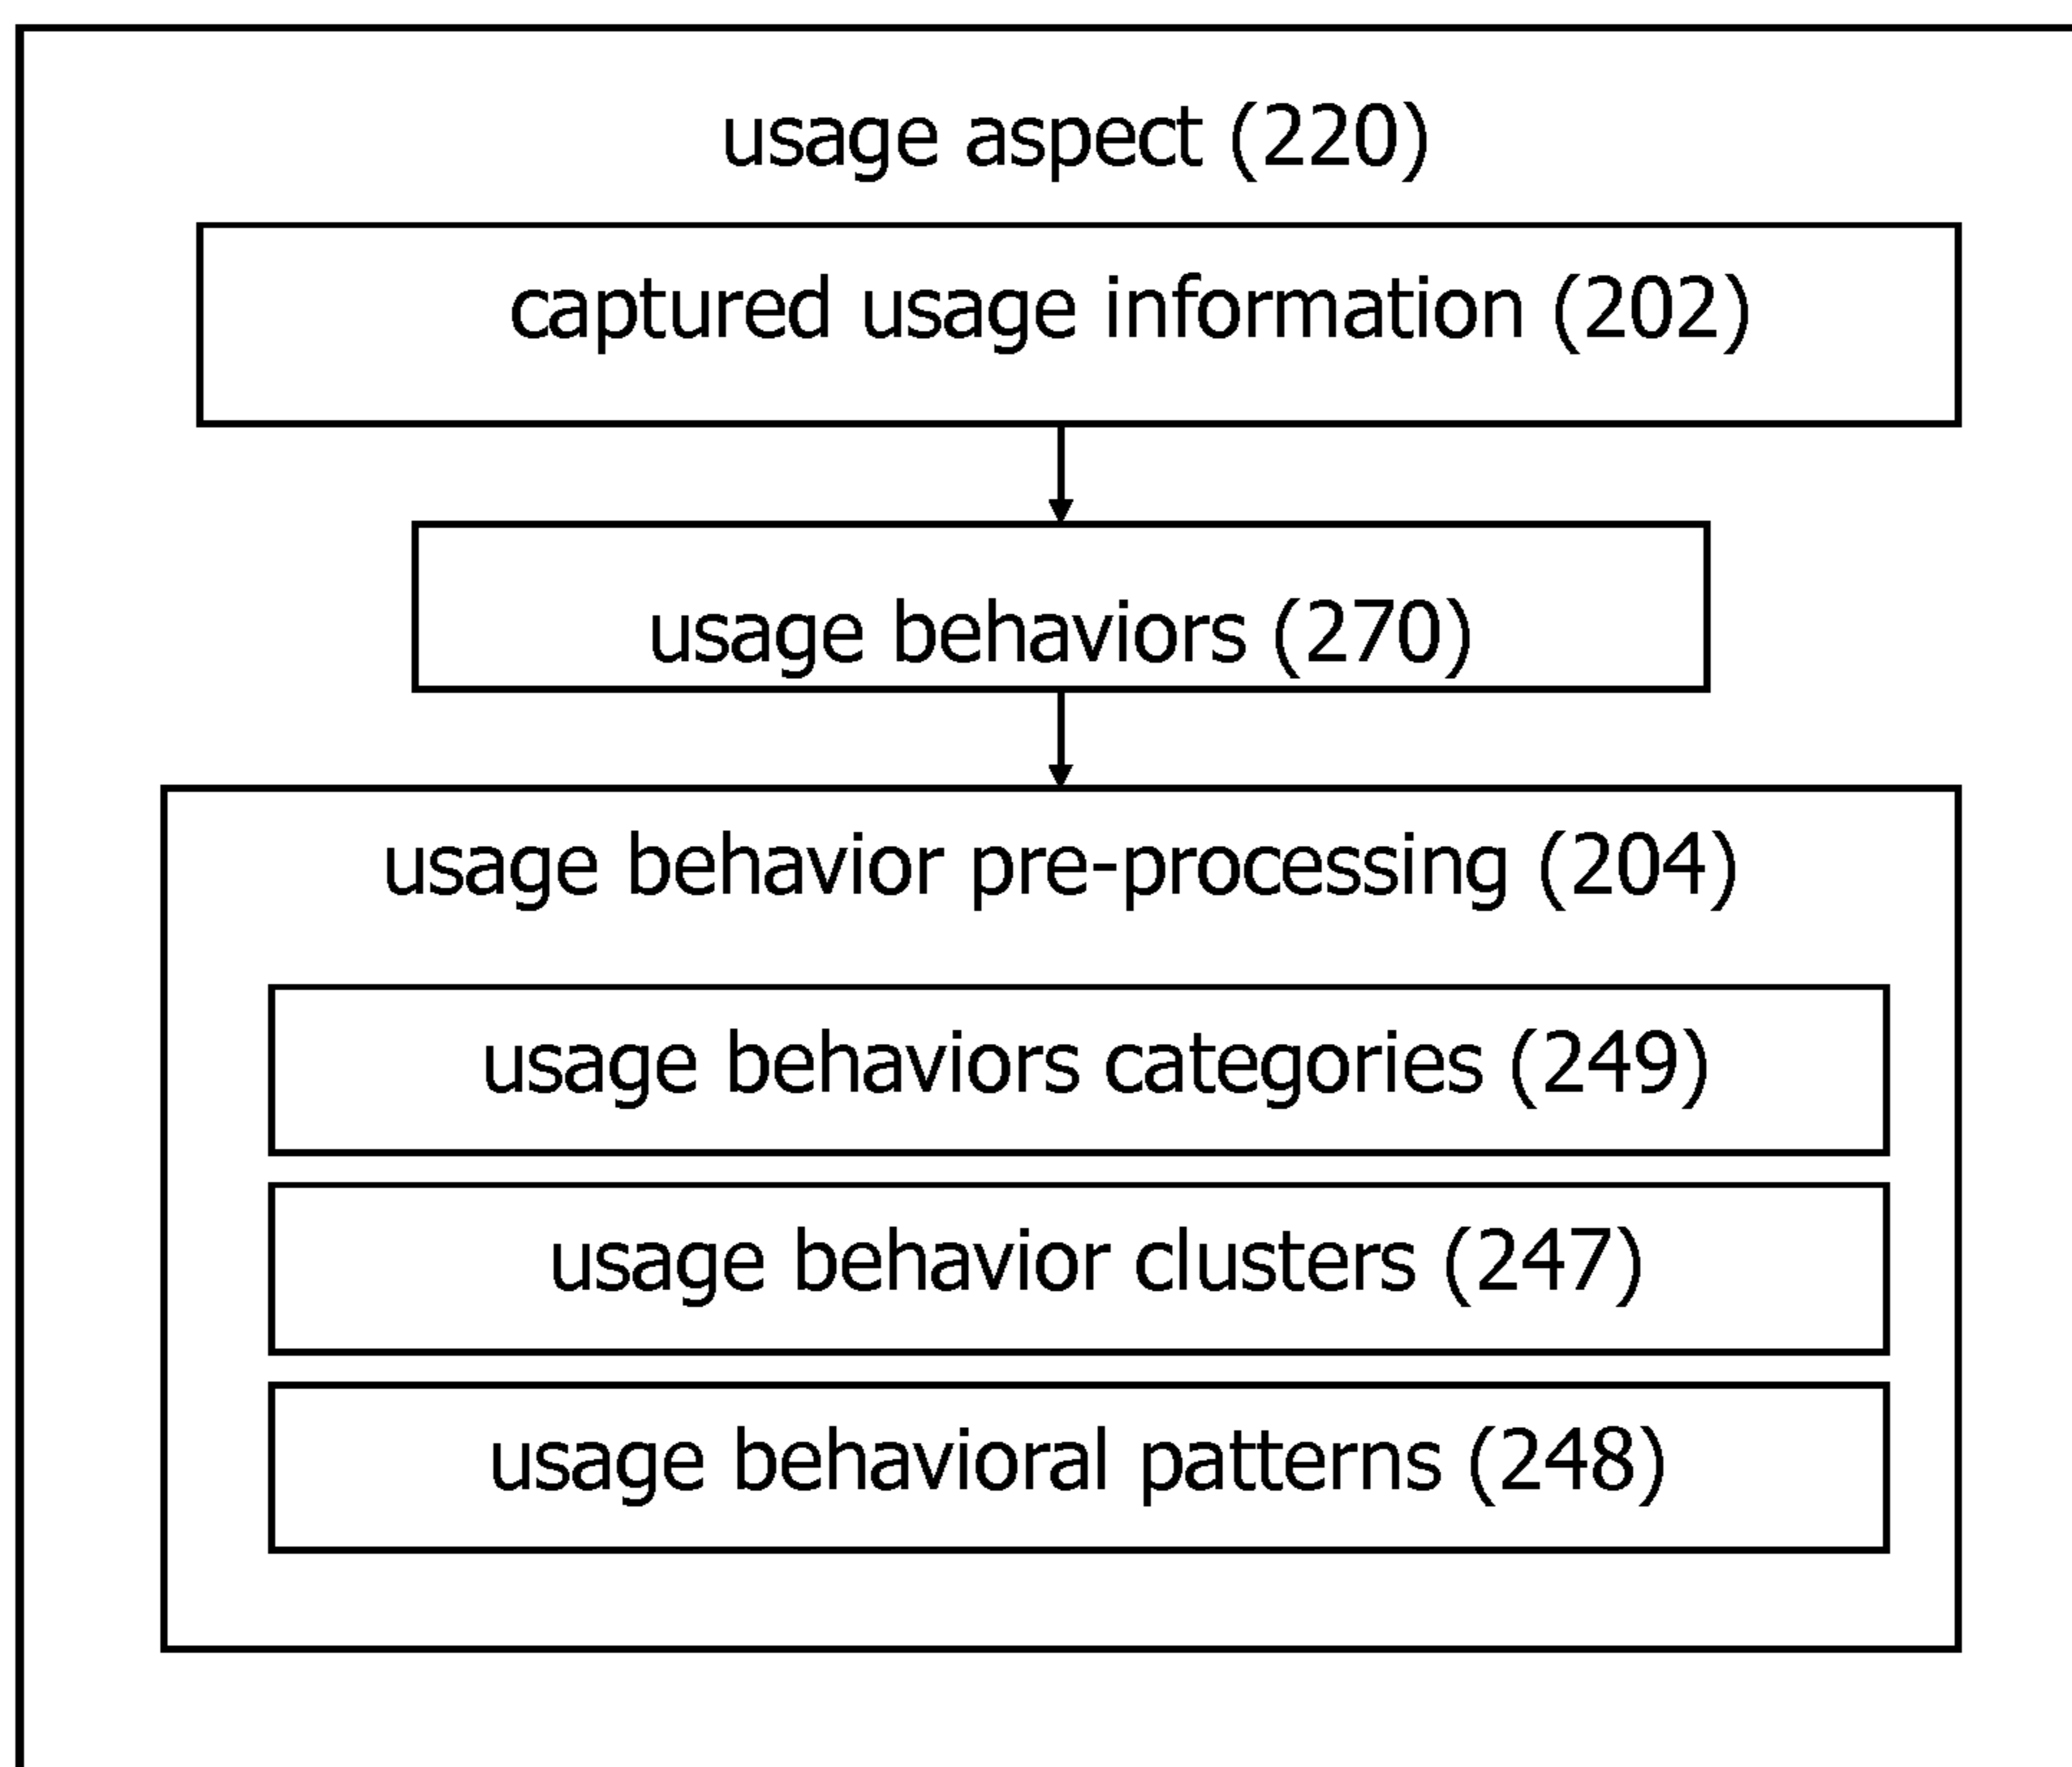 usage aspect (220)
captured usage information (202)
usage behaviors (270)
usage behavior pre-processing (204)
usage behaviors categories (249)
usage behavior clusters (247)
usage behavioral patterns (248)